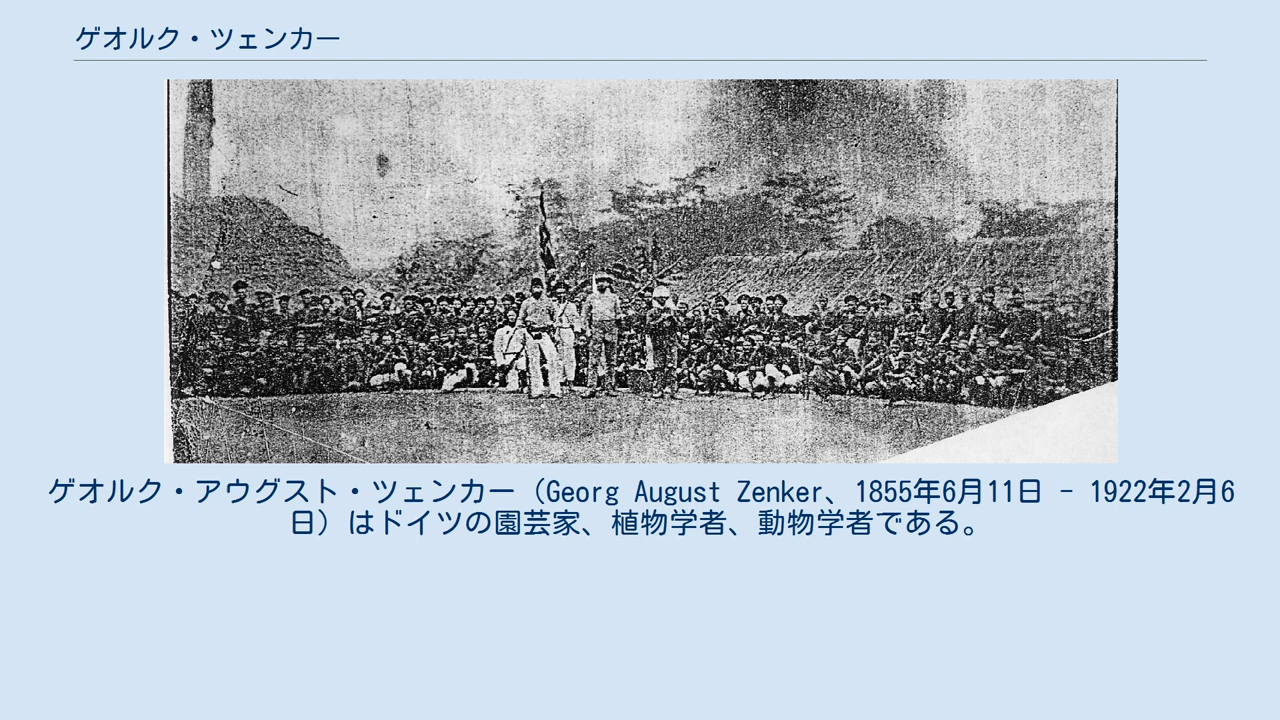 ゲオルク・ツェンカー
ゲオルク・アウグスト・ツェンカー（Georg August Zenker、1855年6月11日 - 1922年2月6
日）はドイツの園芸家、植物学者、動物学者である。